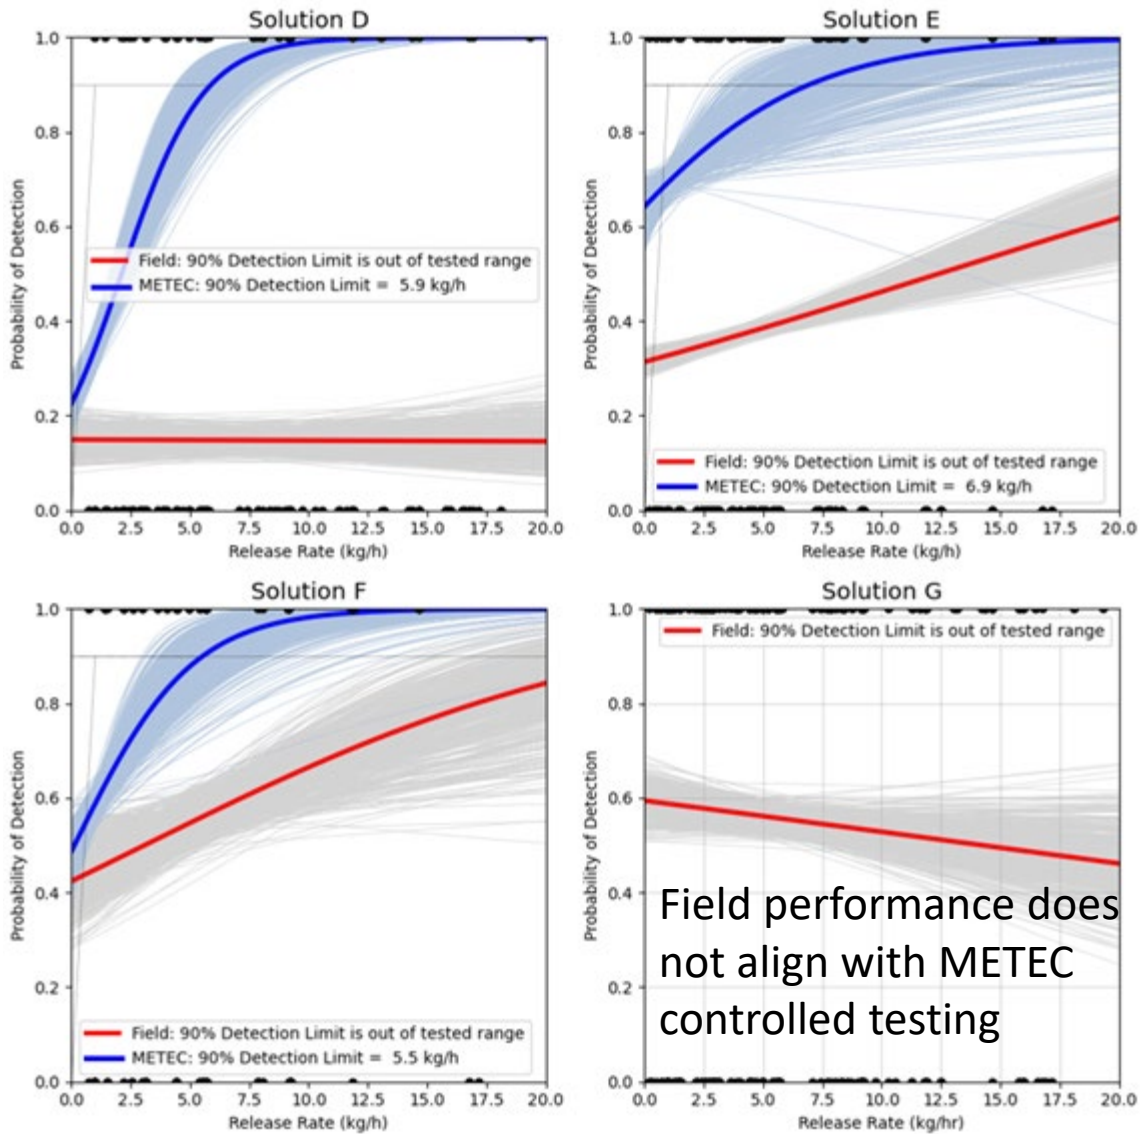 Solution D
1.0
0.8
0.6
0.4
0.2
0.0
Probability of Detection
Field: 90% Detection Limit is out of tested range
METEC: 90% Detection Limit = 5.9 kg/h
0.0 2.5 5.0 7.5 10.0 12.5 15.0 17.5 20.0
Release Rate (kg/h)
Solution E
1.0
0.8
0.6
0.4
0.2
0.0
Probability of Detection
Field: 90% Detection Limit is out of tested range
METEC: 90% Detection Limit = 6.9 kg/h
0.0 2.5 5.0 7.5 10.0 12.5 15.0 17.5 20.0
Release Rate (kg/h)
Solution F
1.0
0.8
0.6
0.4
0.2
0.0
Probability of Detection
Field: 90% Detection Limit is out of tested range
METEC: 90% Detection Limit = 5.5 kg/h
0.0 2.5 5.0 7.5 10.0 12.5 15.0 17.5 20.0
Release Rate (kg/h)
Solution G
1.0
0.8
0.6
0.4
0.2
0.0
Probability of Detection
Field: 90% Detection Limit is out of tested range
Field performance does
not align with METEC
controlled testing
0.0 2.5 5.0 7.5 10.0 12.5 15.0 17.5 20.0
Release Rate (kg/hr)